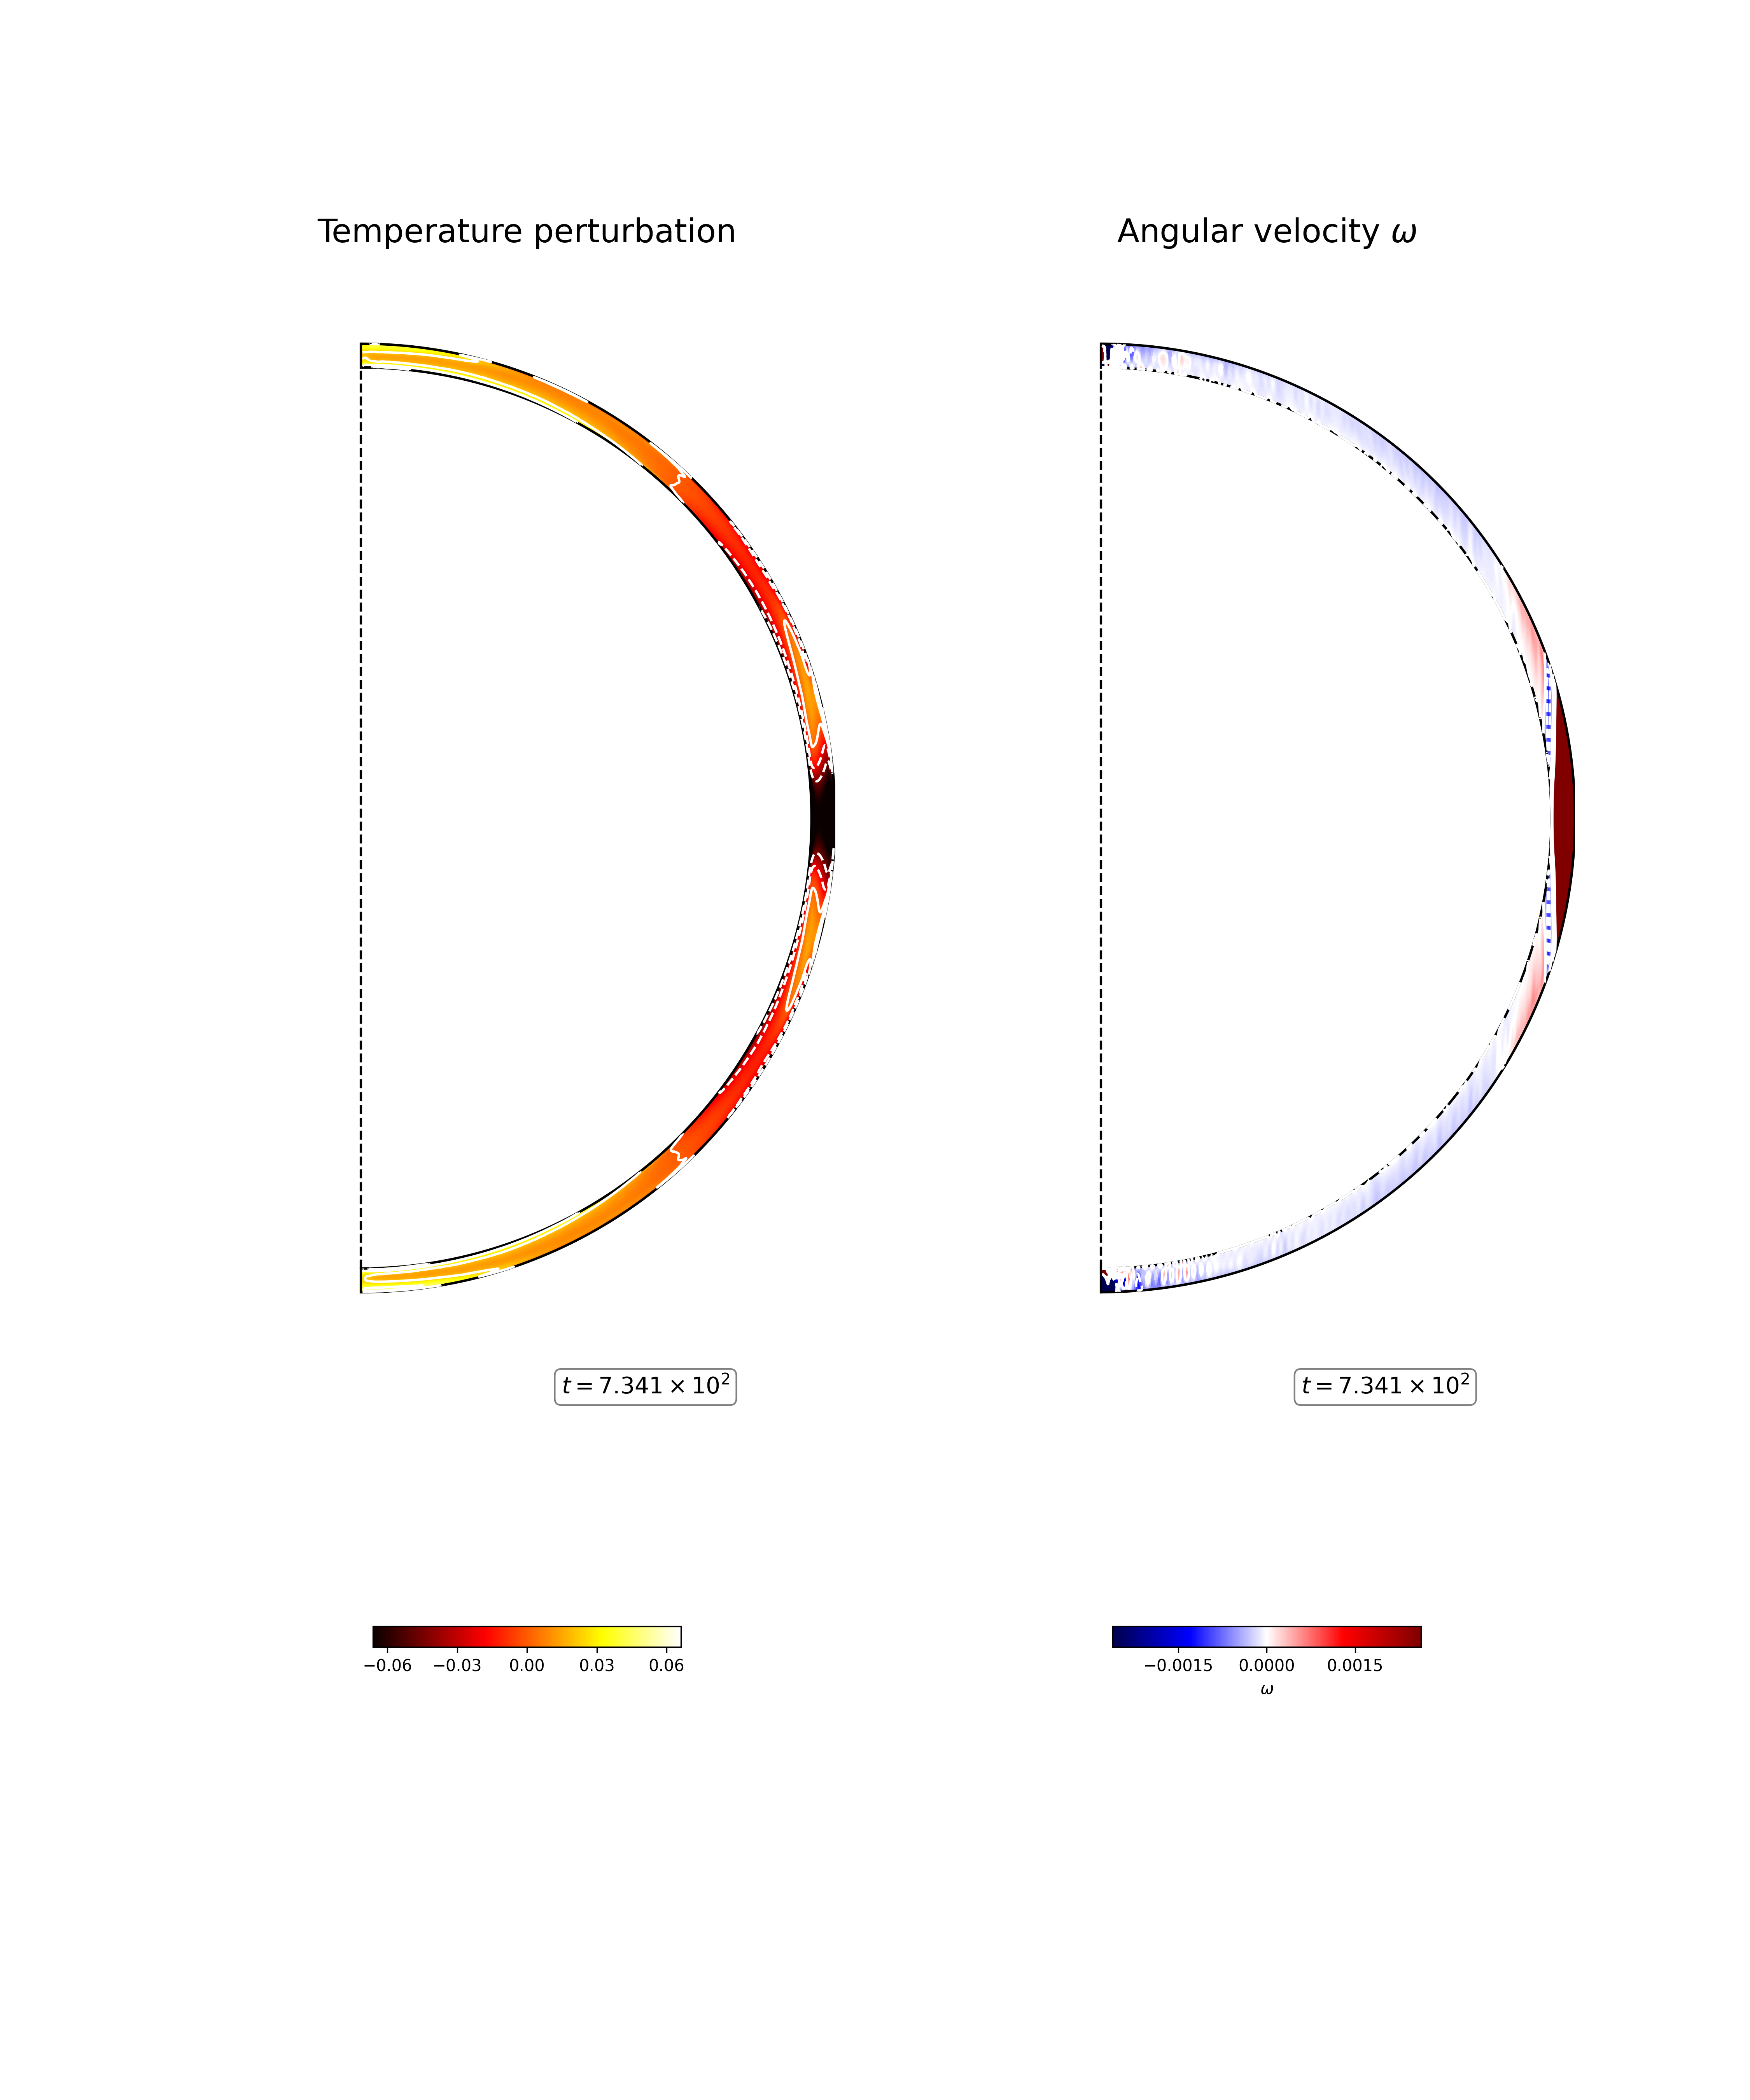 Temperature perturbation
Angular velocity ω
t = 7.341 × 10²
t = 7.341 × 10²
−0.06 −0.03 0.00 0.03 0.06
−0.0015 0.0000 0.0015
ω